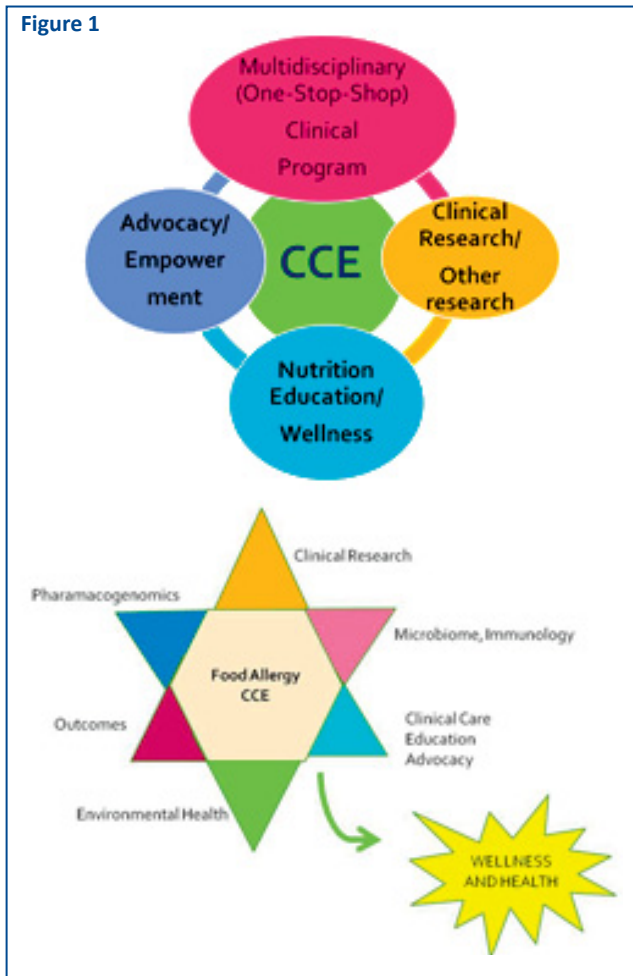 Figure 1
Multidisciplinary
(One-Stop-Shop)
Clinical
Program
Advocacy/
Empower
ment
CCE
Clinical
Research/
Other
research
Nutrition
Education/
Wellness
Clinical Research
Pharamacogenomics
Microbiome, Immunology
Food Allergy
CCE
Outcomes
Clinical Care
Education
Advocacy
Environmental Health
WELLNESS
AND HEALTH